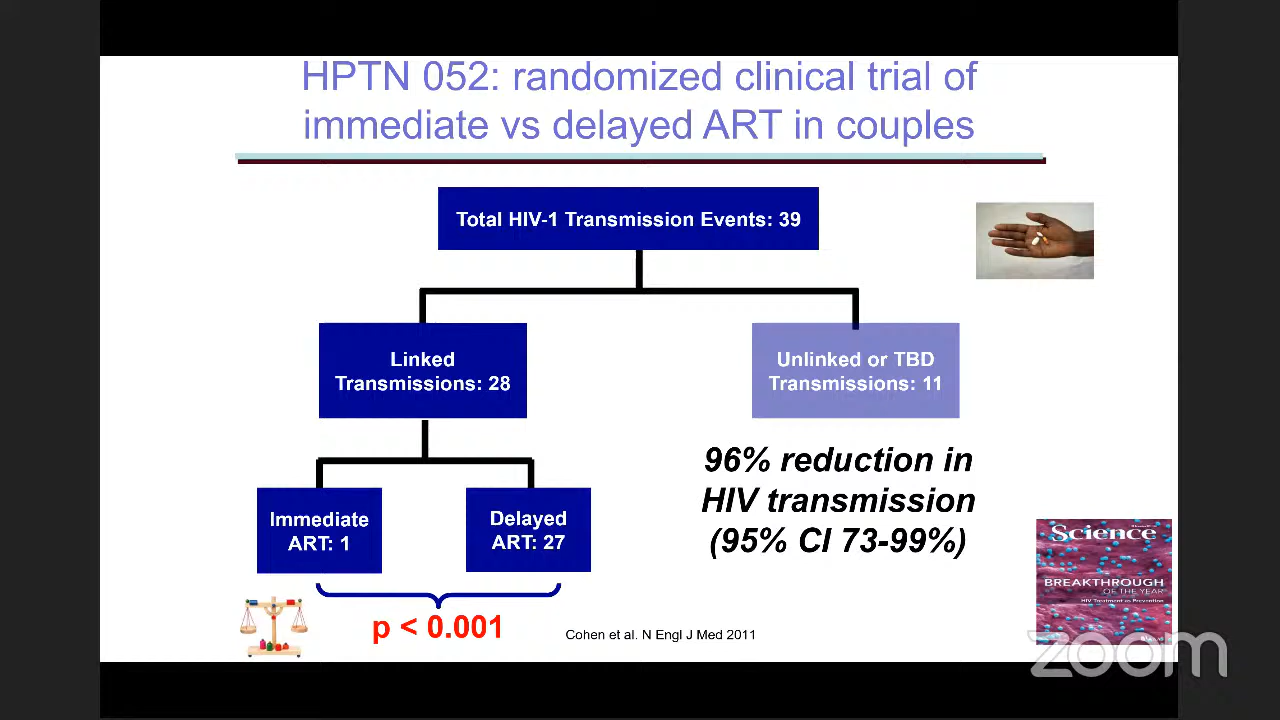 HPTN 052: randomized clinical trial of
immediate vs delayed ART in couples
Total HIV-1 Transmission Events: 39
Linked
Transmissions: 28
Unlinked or TBD
Transmissions: 11
Immediate
ART: 1
Delayed
ART: 27
96% reduction in
HIV transmission
(95% CI 73-99%)
p < 0.001
Cohen et al. N Engl J Med 2011
Science
BREAKTHROUGH
OF THE YEAR
HIV Treatment as Prevention
zoom